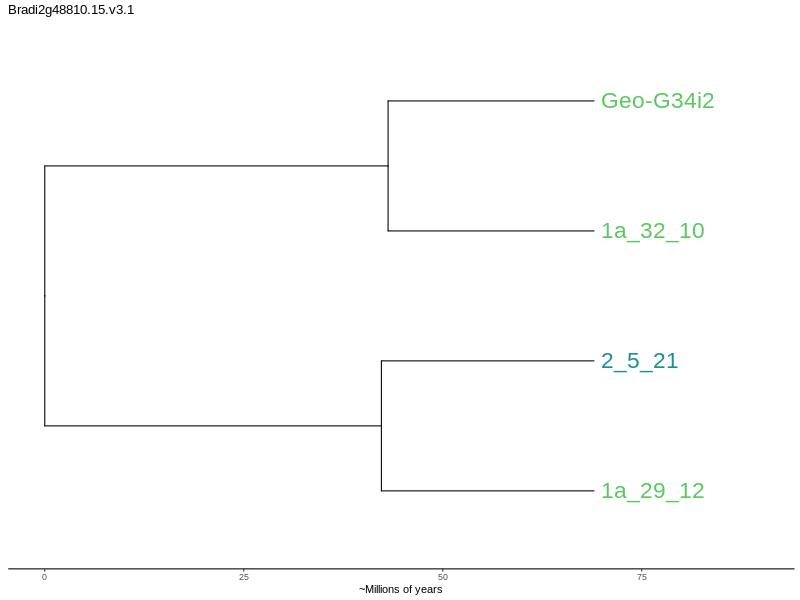 Bradi2g48810.15.v3.1
Geo-G34i2
1a_32_10
2_5_21
1a_29_12
0 25 50 75
~Millions of years